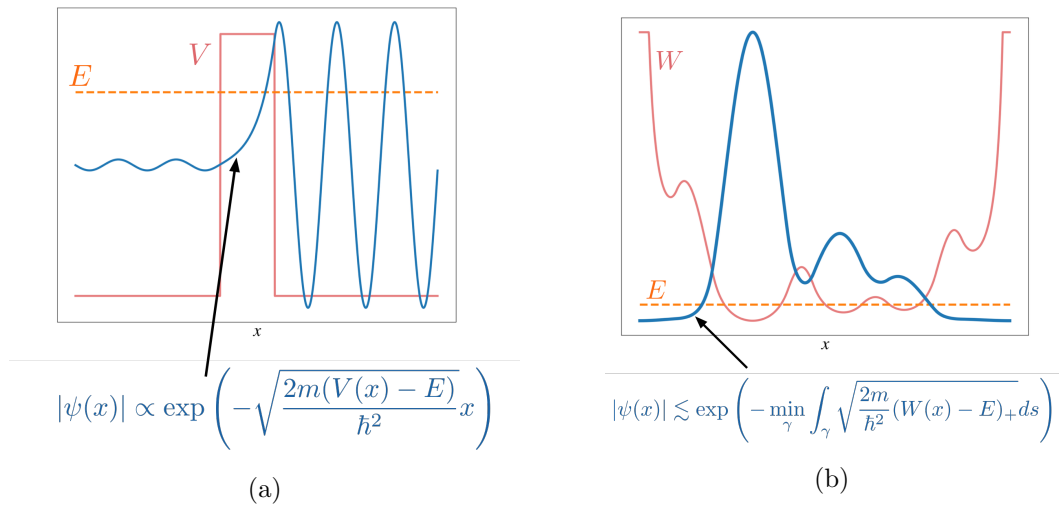 V
E
x
|ψ(x)| ∝ exp(−√(2m(V(x) − E)/ℏ²) x)
(a)
W
E
x
|ψ(x)| ≲ exp(− min_γ ∫_γ √(2m/ℏ² (W(x) − E)₊) ds)
(b)